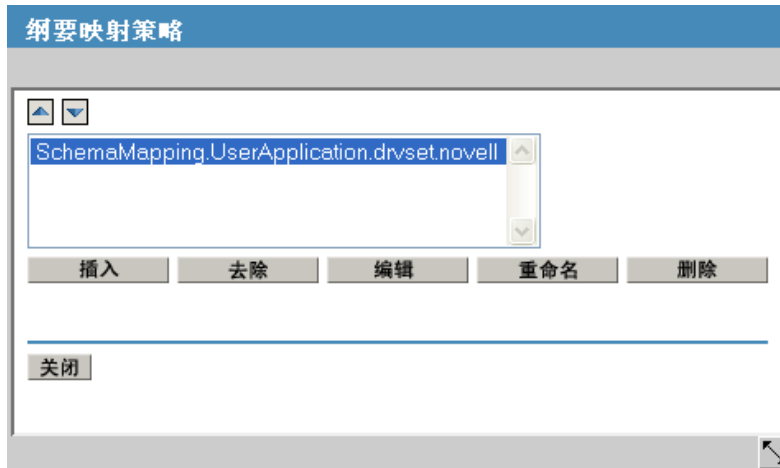 纲要映射策略
SchemaMapping.UserApplication.drvset.novell
插入 去除 编辑 重命名 删除
关闭